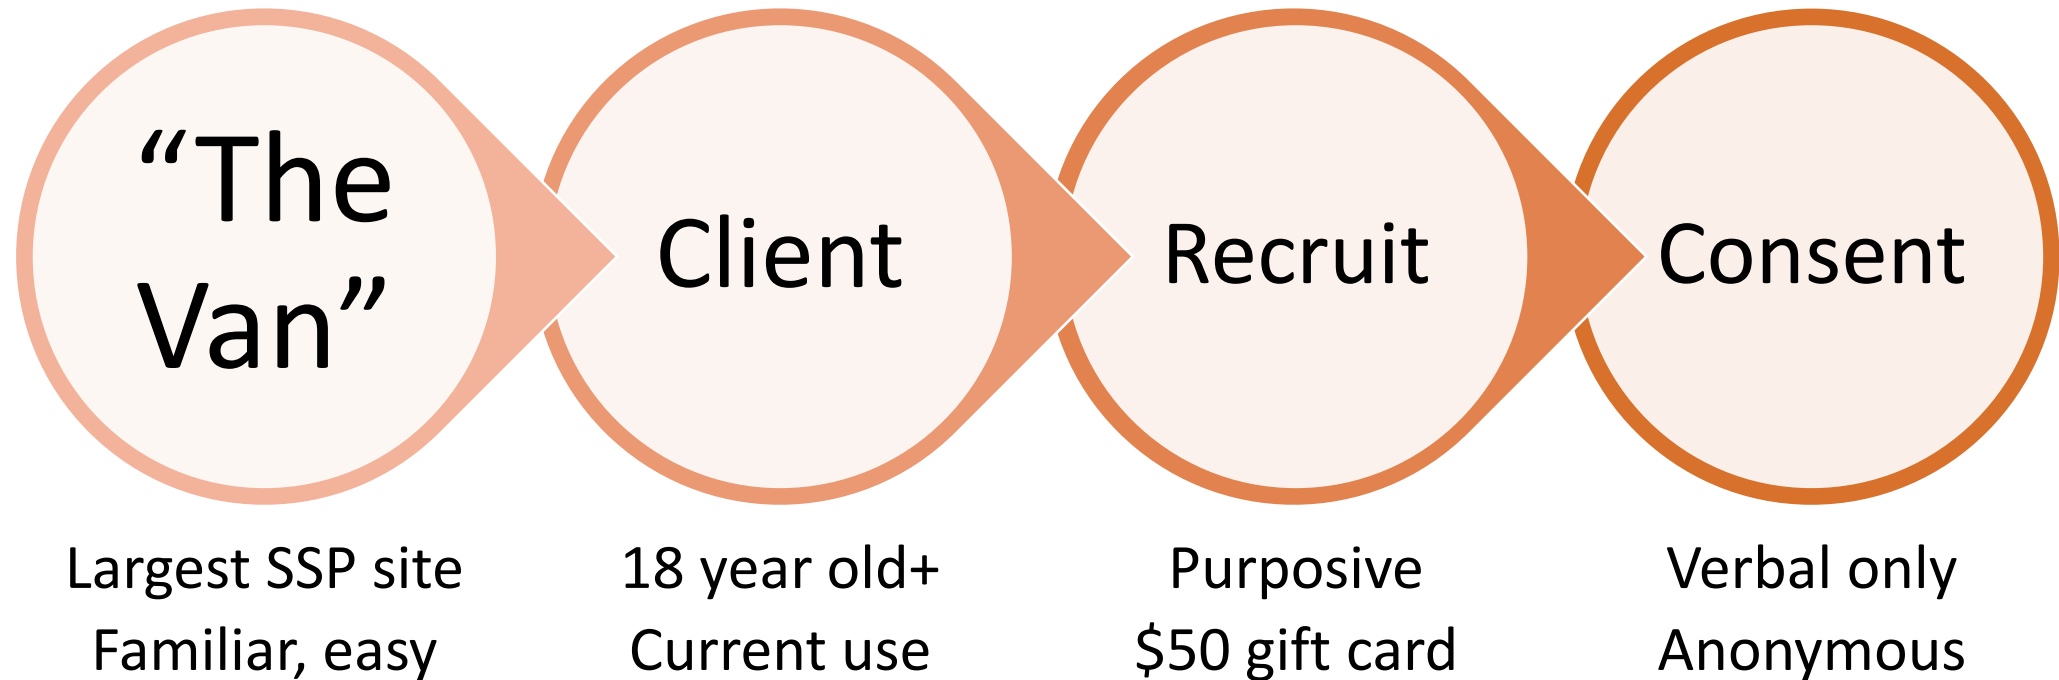 “The
Van”
Client
Recruit
Consent
Largest SSP site
Familiar, easy
18 year old+
Current use
Purposive
$50 gift card
Verbal only
Anonymous